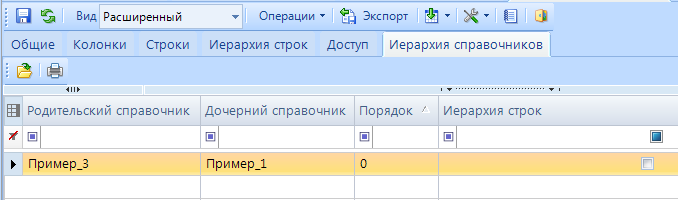 Вид Расширенный Операции Экспорт
Общие Колонки Строки Иерархия строк Доступ Иерархия справочников
Родительский справочник Дочерний справочник Порядок Иерархия строк
Пример_3 Пример_1 0